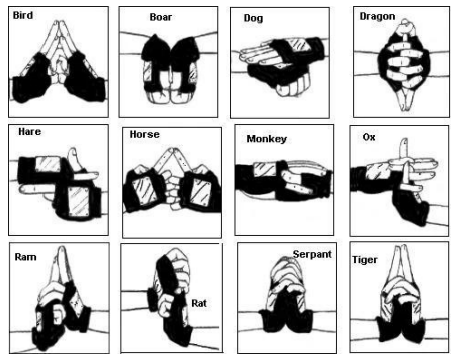 Bird
Boar
Dog
Dragon
Hare
Horse
Monkey
Ox
Ram
Rat
Serpant
Tiger